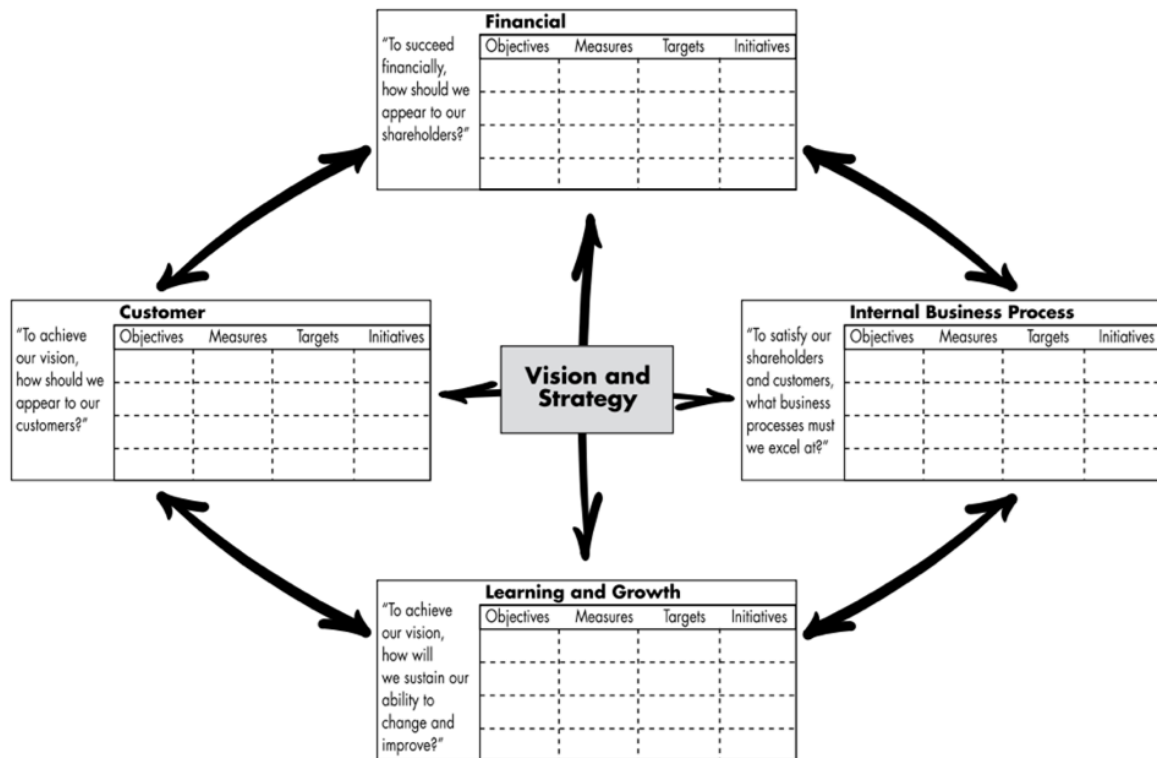 Financial
"To succeed
financially,
how should we
appear to our
shareholders?"
Objectives Measures Targets Initiatives
Customer
"To achieve
our vision,
how should we
appear to our
customers?"
Objectives Measures Targets Initiatives
Vision and
Strategy
Internal Business Process
"To satisfy our
shareholders
and customers,
what business
processes must
we excel at?"
Objectives Measures Targets Initiatives
Learning and Growth
"To achieve
our vision,
how will
we sustain our
ability to
change and
improve?"
Objectives Measures Targets Initiatives